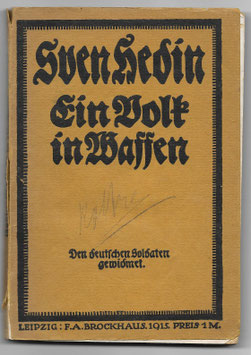 Sven Hedin
Ein Volk
in Waffen
Den deutschen Soldaten
gewidmet.
LEIPZIG: F.A. BROCKHAUS. 1915. PREIS 1 M.